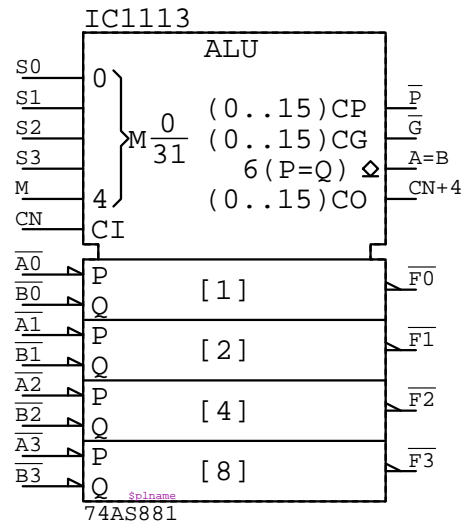 IC1113
ALU
S0 0
S1 (0..15)CP P
S2 M 0/31 (0..15)CG G
S3 6(P=Q) A=B
M 4 (0..15)CO CN+4
CN CI
A0 P [1] F0
B0 Q
A1 P [2] F1
B1 Q
A2 P [4] F2
B2 Q
A3 P [8] F3
B3 Q
$plname
74AS881